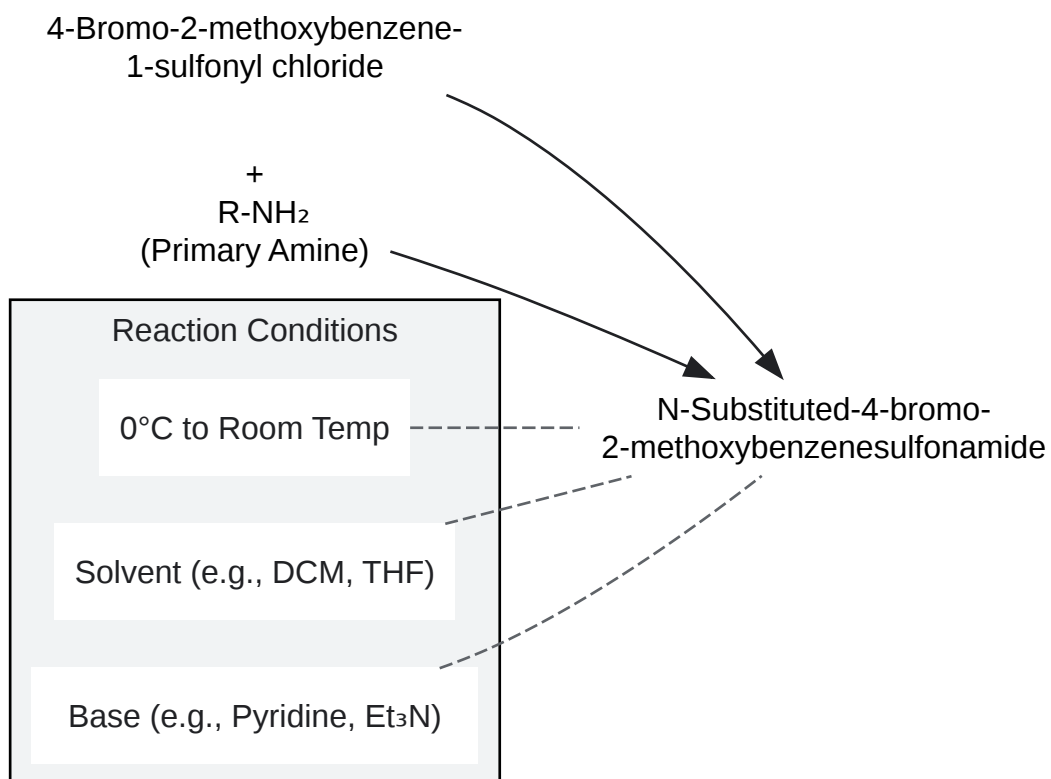 4-Bromo-2-methoxybenzene-
1-sulfonyl chloride
+
R-NH₂
(Primary Amine)
Reaction Conditions
0°C to Room Temp
Solvent (e.g., DCM, THF)
Base (e.g., Pyridine, Et₃N)
N-Substituted-4-bromo-
2-methoxybenzenesulfonamide